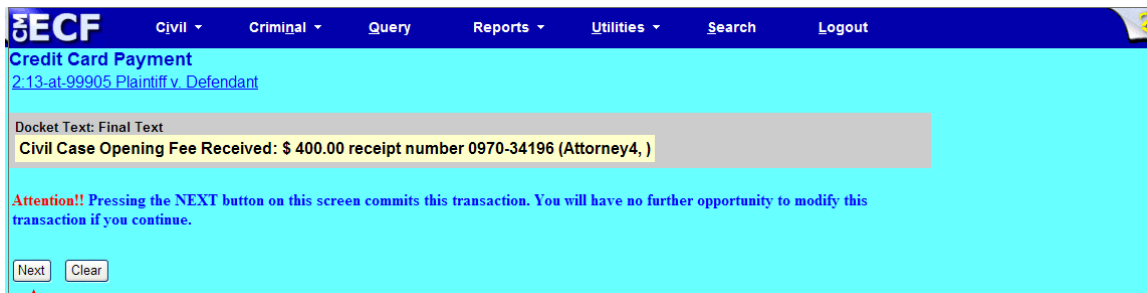 CM ECF Civil Criminal Query Reports Utilities Search Logout
Credit Card Payment
2:13-at-99905 Plaintiff v. Defendant
Docket Text: Final Text
Civil Case Opening Fee Received: $ 400.00 receipt number 0970-34196 (Attorney4, )
Attention!! Pressing the NEXT button on this screen commits this transaction. You will have no further opportunity to modify this
transaction if you continue.
Next Clear